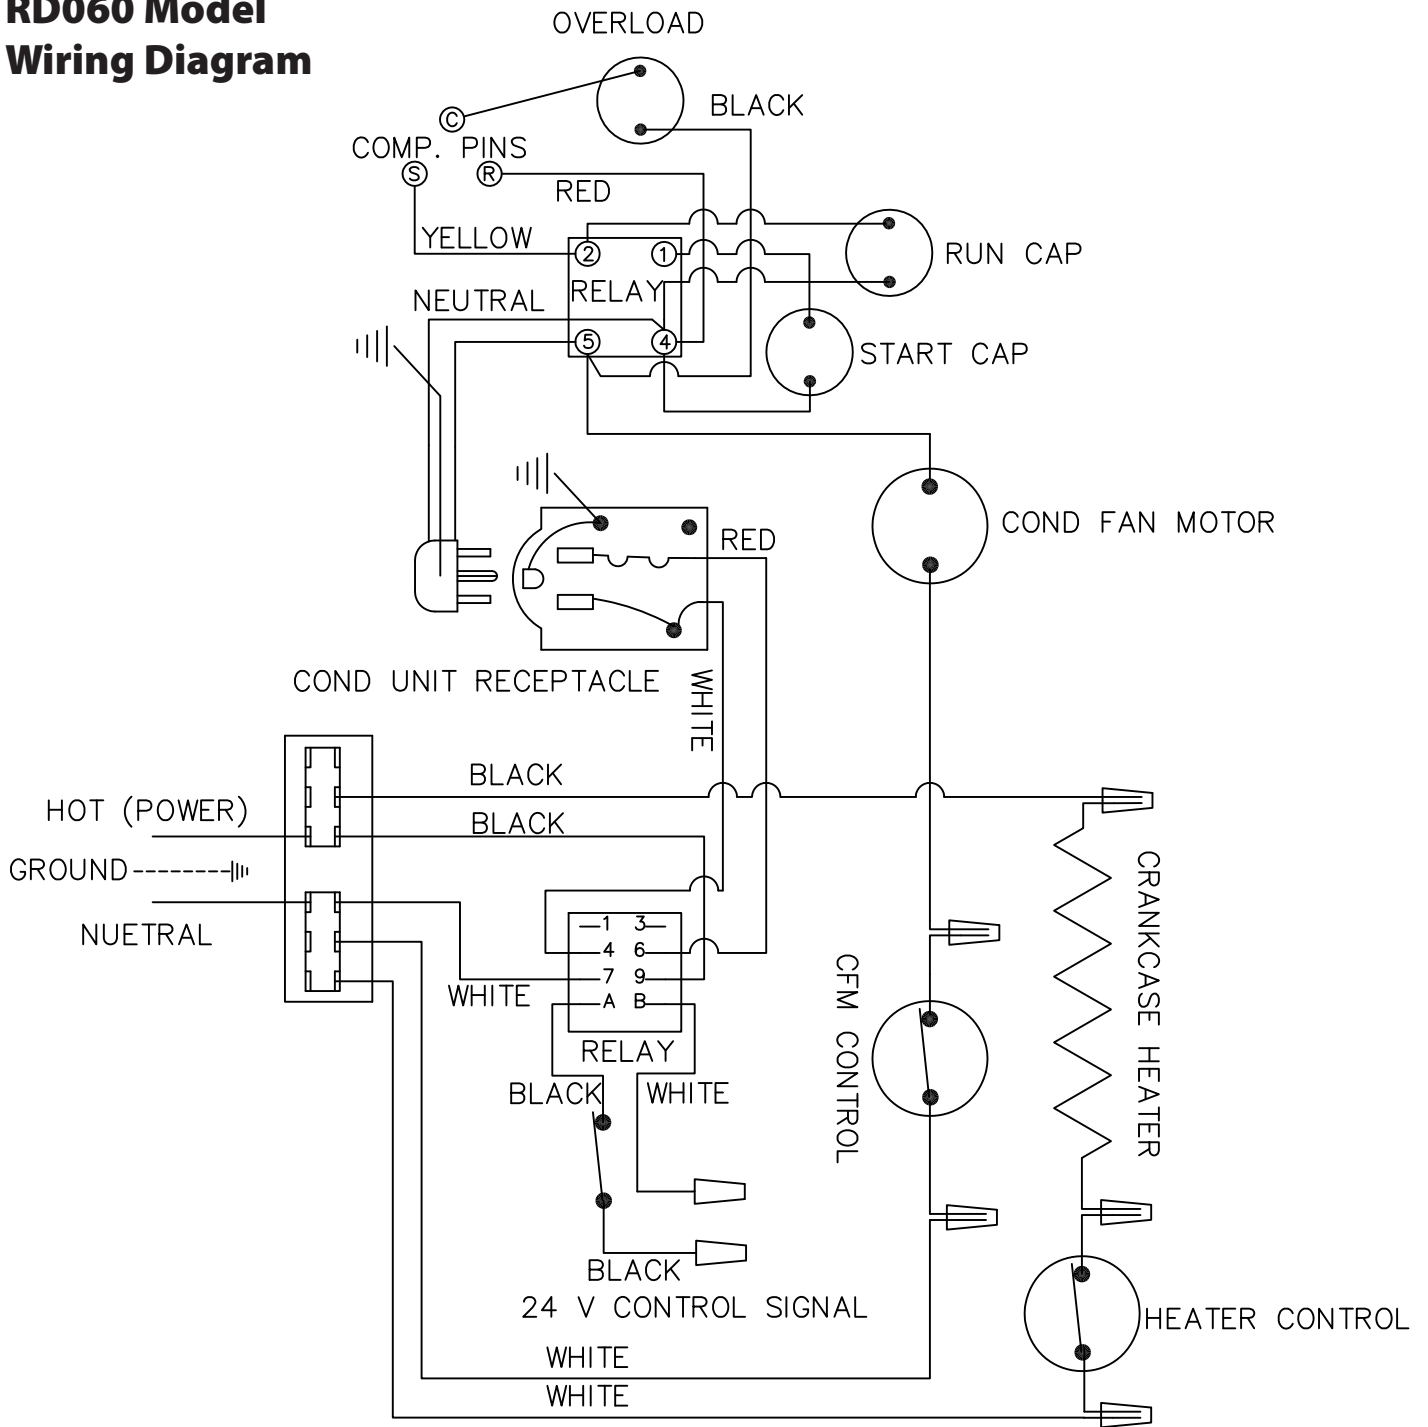 RD060 Model
Wiring Diagram
OVERLOAD
BLACK
C
COMP. PINS
S
R
RED
YELLOW
2
1
RUN CAP
RELAY
NEUTRAL
5
4
START CAP
COND FAN MOTOR
RED
COND UNIT RECEPTACLE
WHITE
BLACK
HOT (POWER)
BLACK
GROUND
NUETRAL
CRANKCASE HEATER
1 3
4 6
7 9
A B
WHITE
CFM CONTROL
RELAY
BLACK
WHITE
BLACK
24 V CONTROL SIGNAL
HEATER CONTROL
WHITE
WHITE